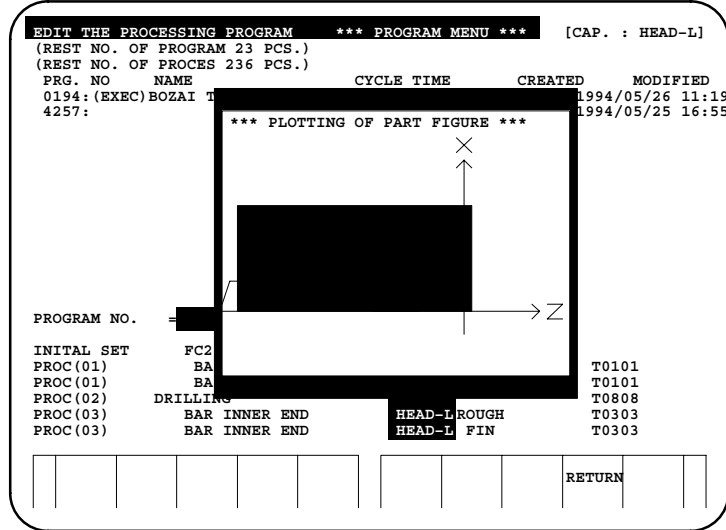 EDIT THE PROCESSING PROGRAM *** PROGRAM MENU *** [CAP. : HEAD-L]
(REST NO. OF PROGRAM 23 PCS.)
(REST NO. OF PROCES 236 PCS.)
PRG. NO NAME CYCLE TIME CREATED MODIFIED
0194:(EXEC)BOZAI T 1994/05/26 11:19
4257: 1994/05/25 16:55
*** PLOTTING OF PART FIGURE ***
X
Z
PROGRAM NO. =
INITAL SET FC2
PROC(01) BA T0101
PROC(01) BA T0101
PROC(02) DRILLING T0808
PROC(03) BAR INNER END HEAD-L ROUGH T0303
PROC(03) BAR INNER END HEAD-L FIN T0303
RETURN